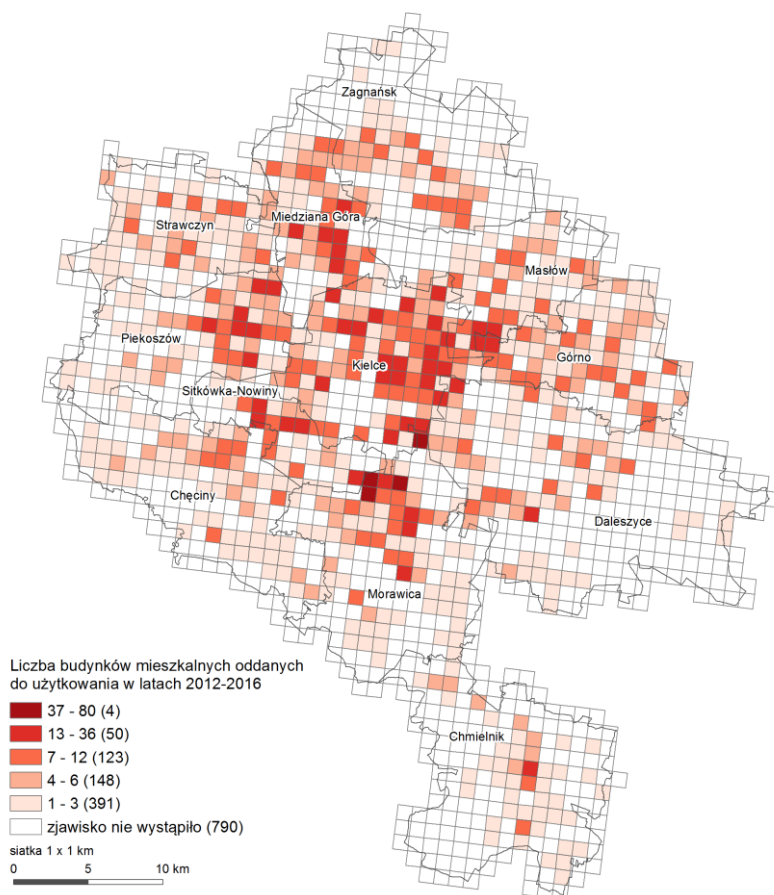 Zagnańsk
Strawczyn
Miedziana Góra
Masłów
Piekoszów
Kielce
Górno
Sitkówka-Nowiny
Chęciny
Daleszyce
Morawica
Chmielnik
Liczba budynków mieszkalnych oddanych
do użytkowania w latach 2012-2016
37 - 80 (4)
13 - 36 (50)
7 - 12 (123)
4 - 6 (148)
1 - 3 (391)
zjawisko nie wystąpiło (790)
siatka 1 x 1 km
0 5 10 km